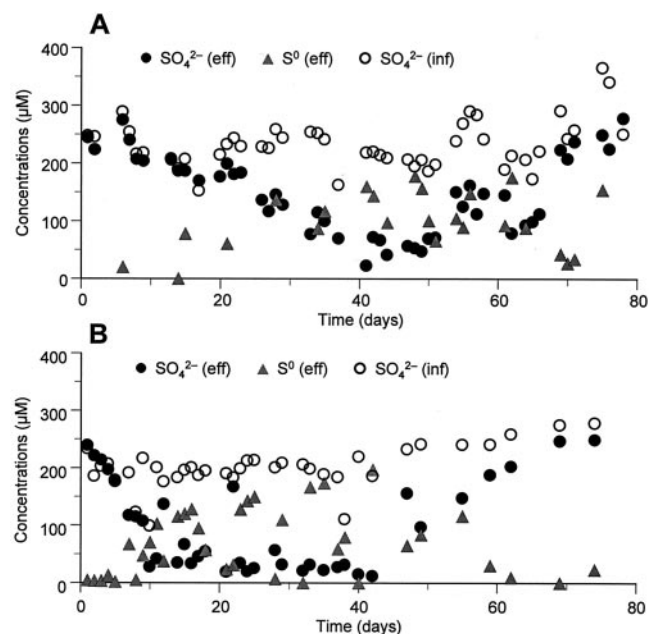 A
● SO₄²⁻ (eff) ▲ S⁰ (eff) ○ SO₄²⁻ (inf)
Concentrations (μM)
400
300
200
100
0
0 20 40 60 80
Time (days)
B
● SO₄²⁻ (eff) ▲ S⁰ (eff) ○ SO₄²⁻ (inf)
Concentrations (μM)
400
300
200
100
0
0 20 40 60 80
Time (days)